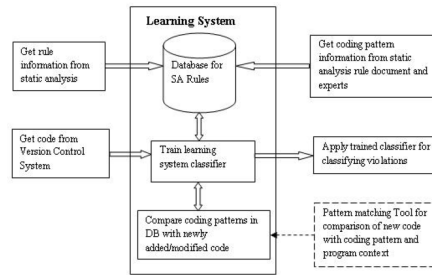 Learning System
Get rule
information from
static analysis
Database for
SA Rules
Get coding pattern
information from static
analysis rule document and
experts
Get code from
Version Control
System
Train learning
system classifier
Apply trained classifier for
classifying violations
Compare coding patterns in
DB with newly
added/modified code
Pattern matching Tool for
comparison of new code
with coding pattern and
program context